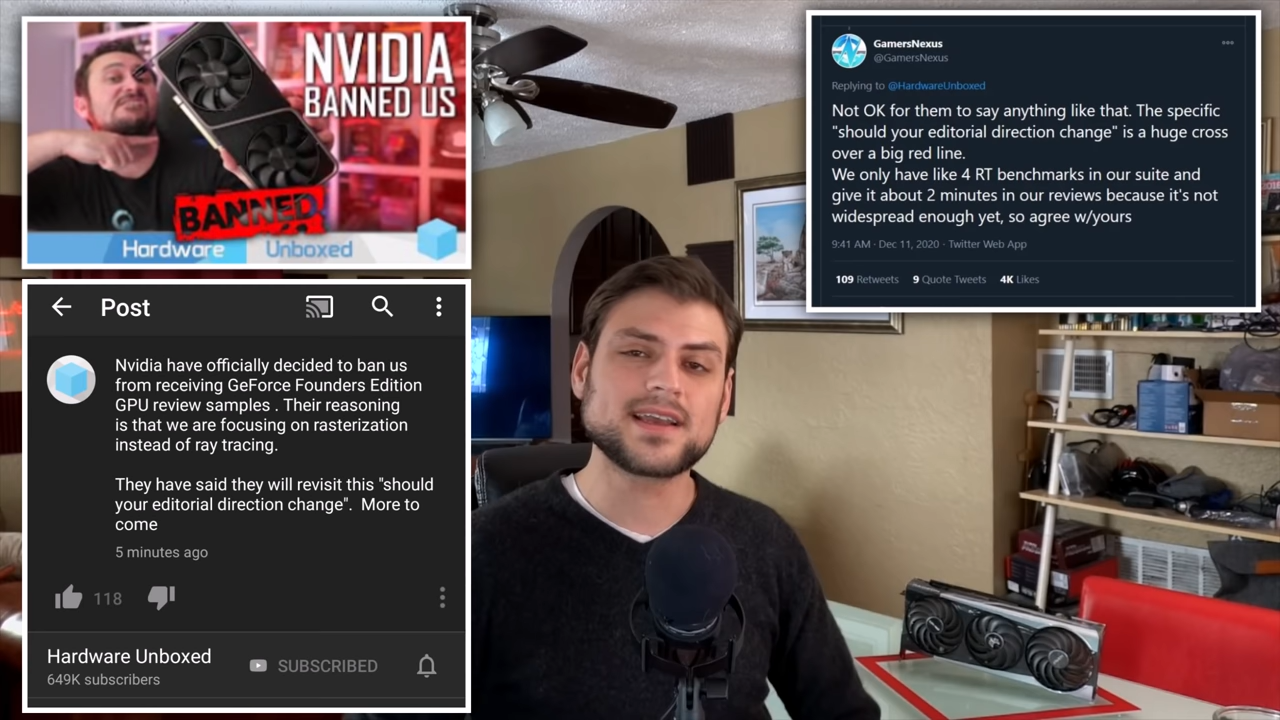 NVIDIA
BANNED US
BANNED
Hardware Unboxed
Post
Nvidia have officially decided to ban us
from receiving GeForce Founders Edition
GPU review samples . Their reasoning
is that we are focusing on rasterization
instead of ray tracing.
They have said they will revisit this "should
your editorial direction change".  More to
come
5 minutes ago
118
Hardware Unboxed
SUBSCRIBED
649K subscribers
GamersNexus
@GamersNexus
Replying to @HardwareUnboxed
Not OK for them to say anything like that. The specific
"should your editorial direction change" is a huge cross
over a big red line.
We only have like 4 RT benchmarks in our suite and
give it about 2 minutes in our reviews because it's not
widespread enough yet, so agree w/yours
9:41 AM · Dec 11, 2020 · Twitter Web App
109 Retweets 9 Quote Tweets 4K Likes